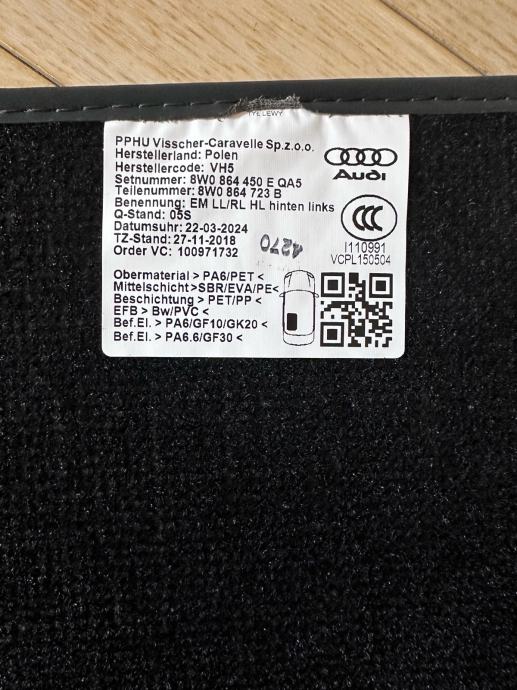 YELEWY
PPHU Visscher-Caravelle Sp.z.o.o.
Herstellerland: Polen
Herstellercode: VH5
Setnummer: 8W0 864 450 E QA5
Teilenummer: 8W0 864 723 B
Benennung: EM LL/RL HL hinten links
Q-Stand: 05S
Datumsuhr: 22-03-2024
TZ-Stand: 27-11-2018
Order VC: 100971732
4270
Audi
CCC
I110991
VCPL150504
Obermaterial > PA6/PET <
Mittelschicht>SBR/EVA/PE<
Beschichtung > PET/PP <
EFB > Bw/PVC <
Bef.El. > PA6/GF10/GK20 <
Bef.El. > PA6.6/GF30 <